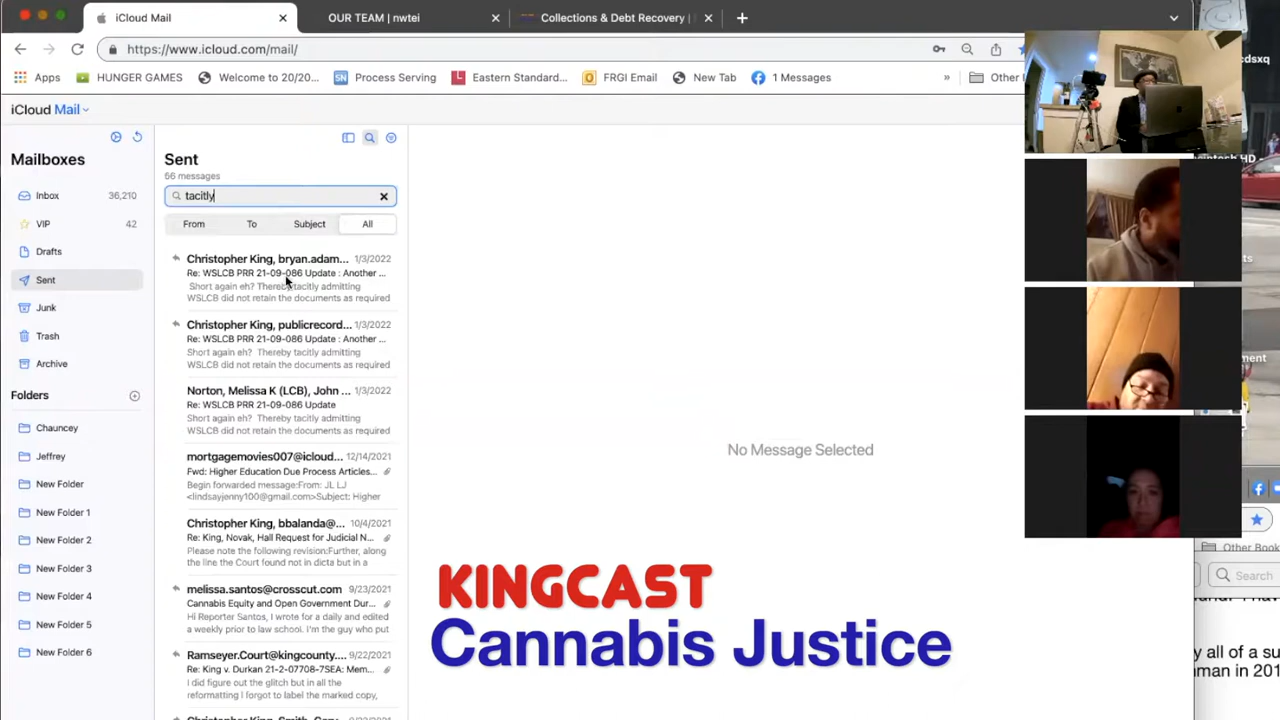 iCloud Mail
OUR TEAM | nwtei
Collections & Debt Recovery |
https://www.icloud.com/mail/
Apps
HUNGER GAMES
Welcome to 20/20...
SN Process Serving
Eastern Standard...
FRGI Email
New Tab
1 Messages
»
Other
cdsxq
iCloud Mail
Mailboxes
Inbox 36,210
VIP 42
Drafts
Sent
Junk
Trash
Archive
Folders
Chauncey
Jeffrey
New Folder
New Folder 1
New Folder 2
New Folder 3
New Folder 4
New Folder 5
New Folder 6
Sent
66 messages
tacitly
From To Subject All
Christopher King, bryan.adam... 1/3/2022
Re: WSLCB PRR 21-09-086 Update : Another ...
Short again eh? Thereby tacitly admitting
WSLCB did not retain the documents as required
Christopher King, publicrecord... 1/3/2022
Re: WSLCB PRR 21-09-086 Update : Another ...
Short again eh? Thereby tacitly admitting
WSLCB did not retain the documents as required
Norton, Melissa K (LCB), John ... 1/3/2022
Re: WSLCB PRR 21-09-086 Update
Short again eh? Thereby tacitly admitting
WSLCB did not retain the documents as required
mortgagemovies007@icloud... 12/14/2021
Fwd: Higher Education Due Process Articles...
Begin forwarded message:From: JL LJ
<lindsayjenny100@gmail.com>Subject: Higher
Christopher King, bbalanda@... 10/4/2021
Re: King, Novak, Hall Request for Judicial N...
Please note the following revision:Further, along
the line the Court found not in dicta but in a
melissa.santos@crosscut.com 9/23/2021
Cannabis Equity and Open Government Dur...
Hi Reporter Santos, I wrote for a daily and edited
a weekly prior to law school. I'm the guy who put
Ramseyer.Court@kingcounty.... 9/22/2021
Re: King v. Durkan 21-2-07708-7SEA: Mem...
I did figure out the glitch but in all the
reformatting I forgot to label the marked copy,
No Message Selected
KINGCAST
Cannabis Justice
Other Book
Search
y all of a su
man in 201